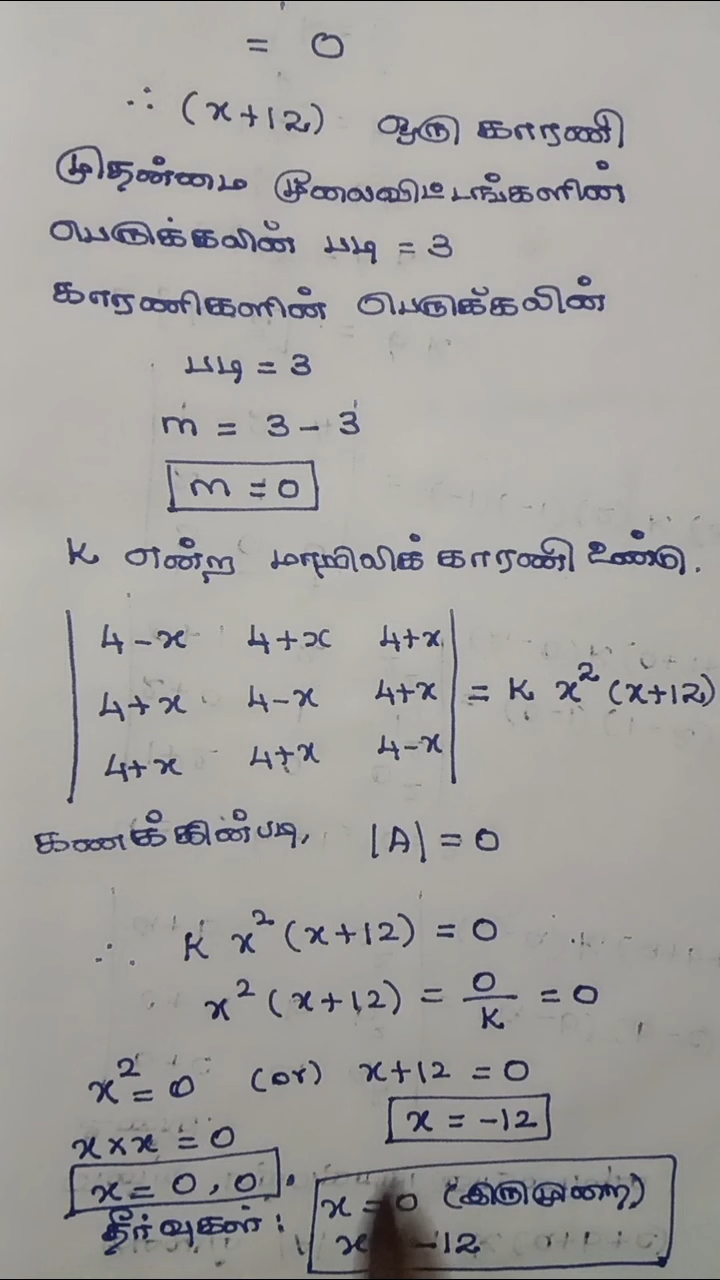 = 0
∴ (x+12) ஒரு காரணி
முதன்மை மூலைவிட்டங்களின்
பெருக்கலின் படி = 3
காரணிகளின் பெருக்கலின்
படி = 3
m = 3 - 3
m = 0
K என்ற மாறிலிக் காரணி உண்டு.
| 4-x 4+x 4+x |
| 4+x 4-x 4+x | = K x² (x+12)
| 4+x 4+x 4-x |
கணக்கின்படி, |A| = 0
∴ K x² (x+12) = 0
x² (x+12) = 0/K = 0
x² = 0 (or) x+12 = 0
x = -12
x × x = 0
x = 0, 0.
தீர்வுகள்: x = 0 (இருமுறை)
x -12